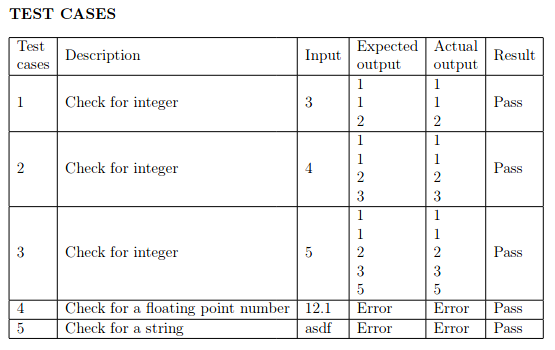 TEST CASES
Test cases Description Input Expected output Actual output Result
1 Check for integer 3 1 1 2 1 1 2 Pass
2 Check for integer 4 1 1 2 3 1 1 2 3 Pass
3 Check for integer 5 1 1 2 3 5 1 1 2 3 5 Pass
4 Check for a floating point number 12.1 Error Error Pass
5 Check for a string asdf Error Error Pass